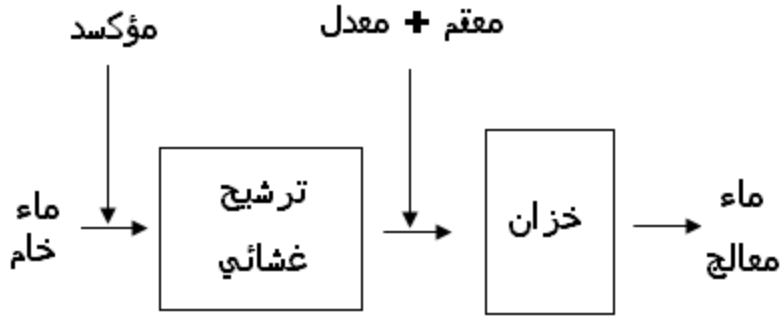 مؤكسد
معقم + معدل
ماء
خام
ترشيح
غشائي
خزان
ماء
معالج